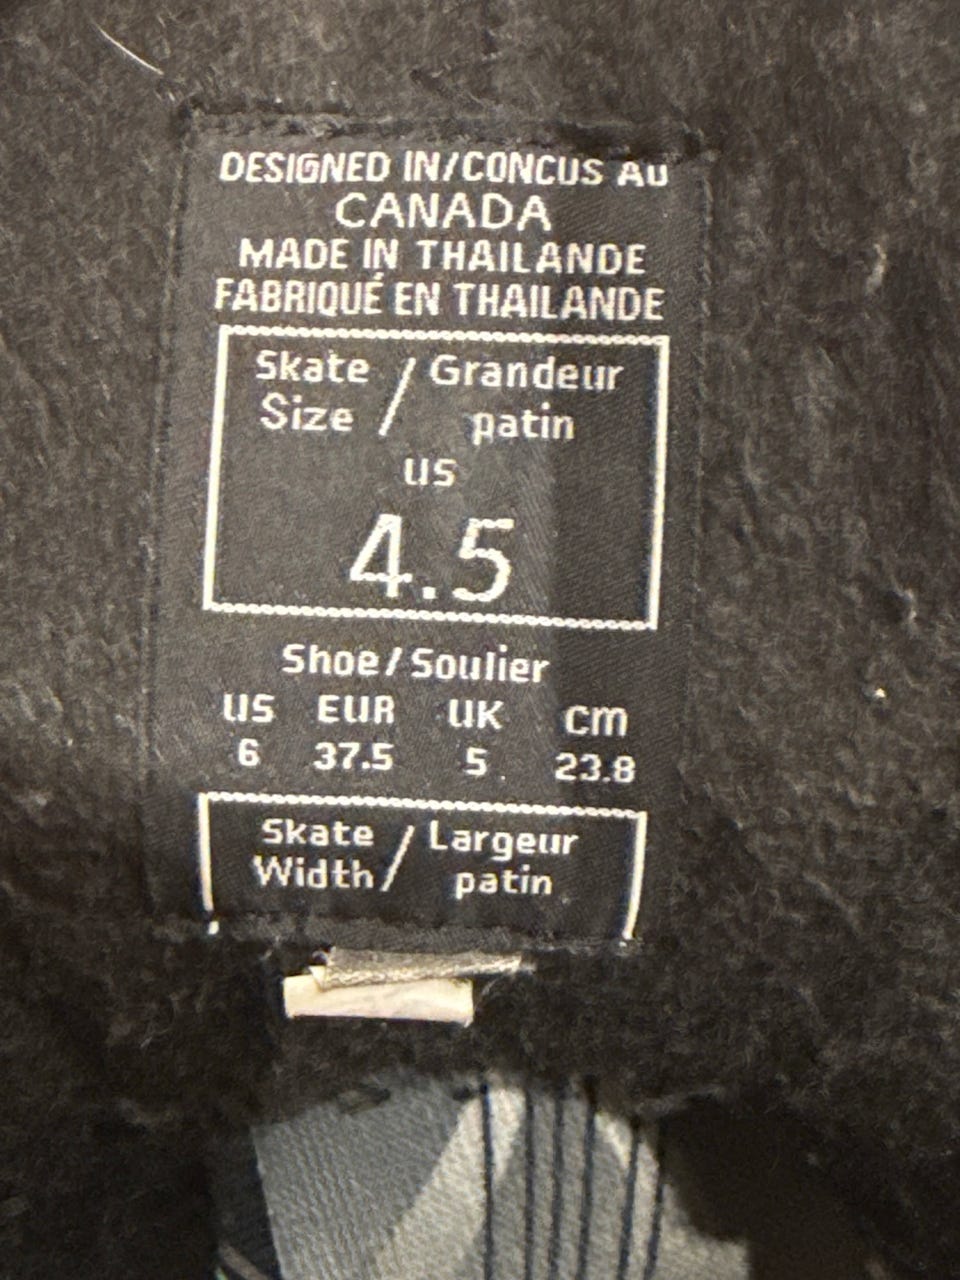 DESIGNED IN/CONCUS AU
CANADA
MADE IN THAILANDE
FABRIQUÉ EN THAILANDE
Skate / Grandeur
Size / patin
US
4.5
Shoe/Soulier
US EUR UK cm
6 37.5 5 23.8
Skate / Largeur
Width / patin